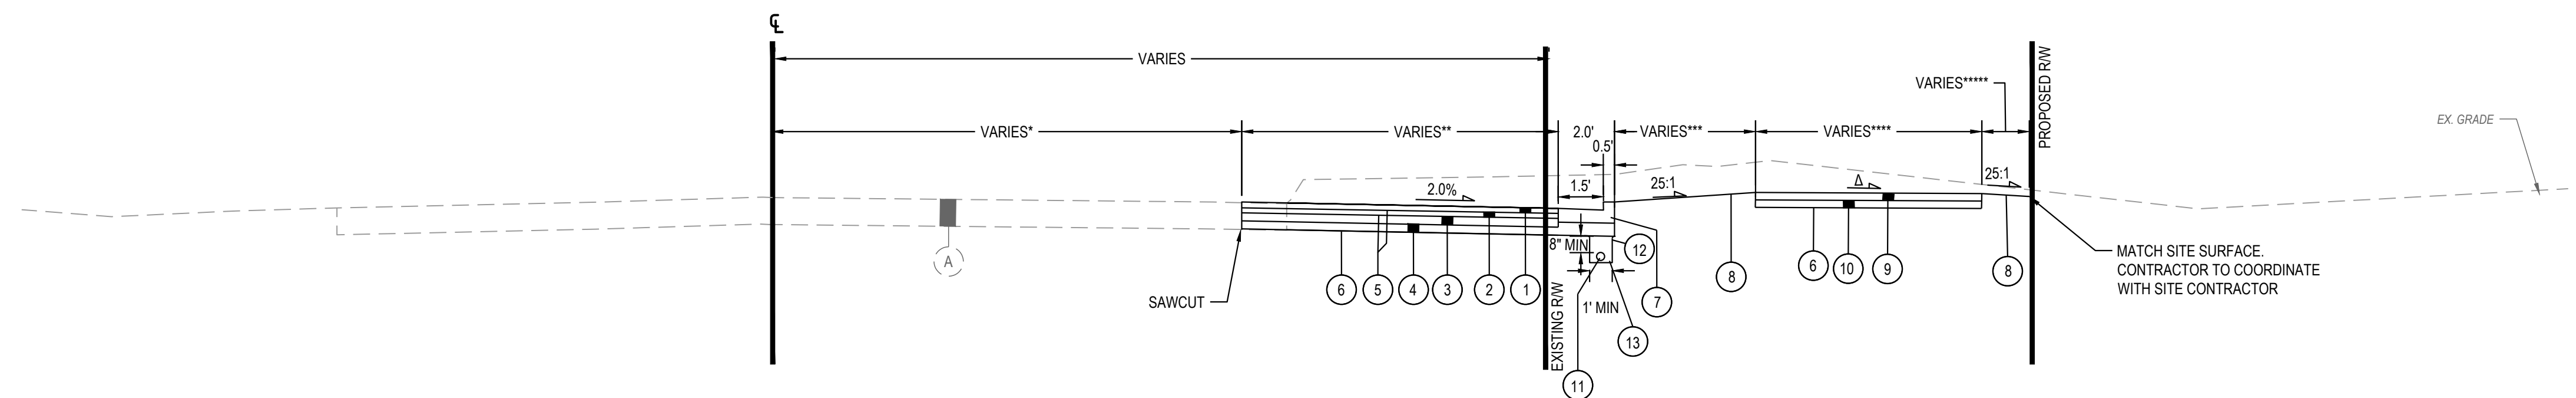 ℄
VARIES
VARIES*****
PROPOSED R/W
VARIES*
VARIES**
2.0'
VARIES***
VARIES****
EX. GRADE
0.5'
1.5'
2.0%
25:1
Δ
25:1
8" MIN
A
12
MATCH SITE SURFACE.
CONTRACTOR TO COORDINATE
WITH SITE CONTRACTOR
SAWCUT
6
5
4
3
2
1
EXISTING R/W
1' MIN
7
8
6
10
9
8
13
11